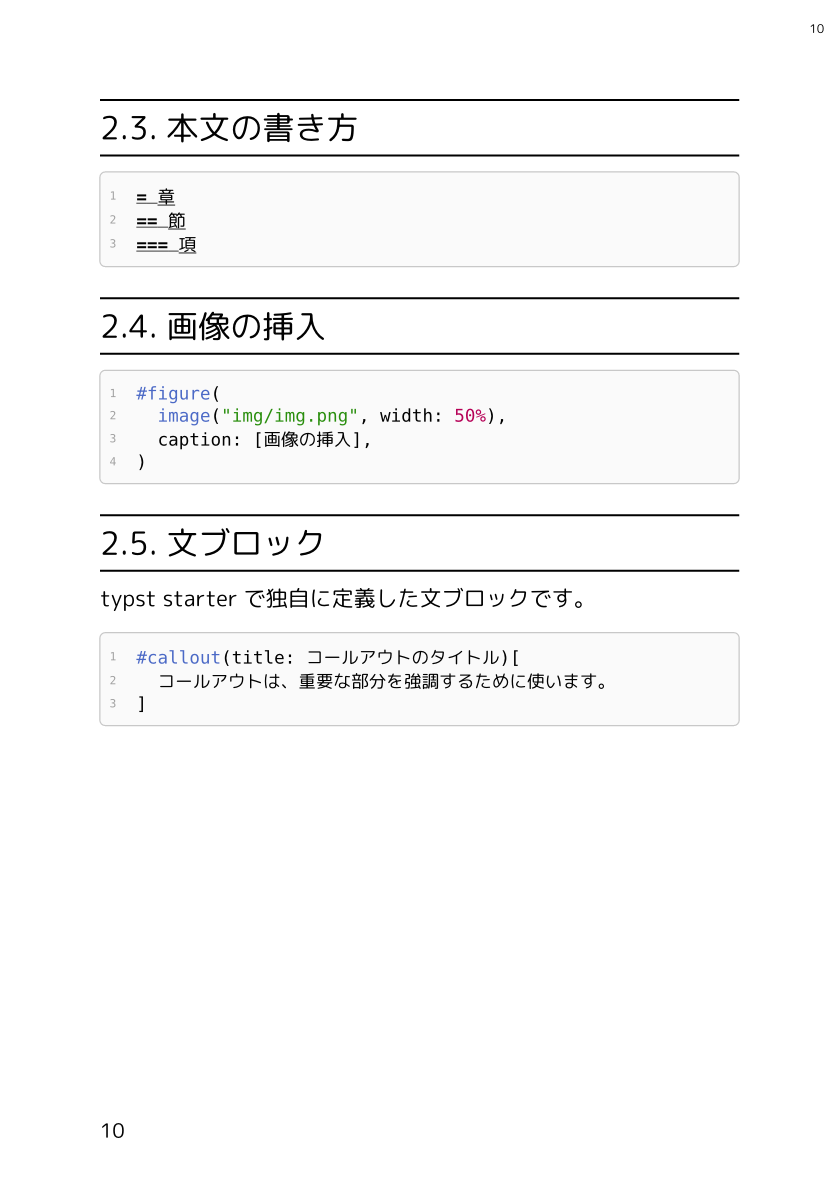 10
2.3. 本文の書き方
1 = 章
2 == 節
3 === 項
2.4. 画像の挿入
1 #figure(
2   image("img/img.png", width: 50%),
3   caption: [画像の挿入],
4 )
2.5. 文ブロック
typst starter で独自に定義した文ブロックです。
1 #callout(title: コールアウトのタイトル)[
2   コールアウトは、重要な部分を強調するために使います。
3 ]
10